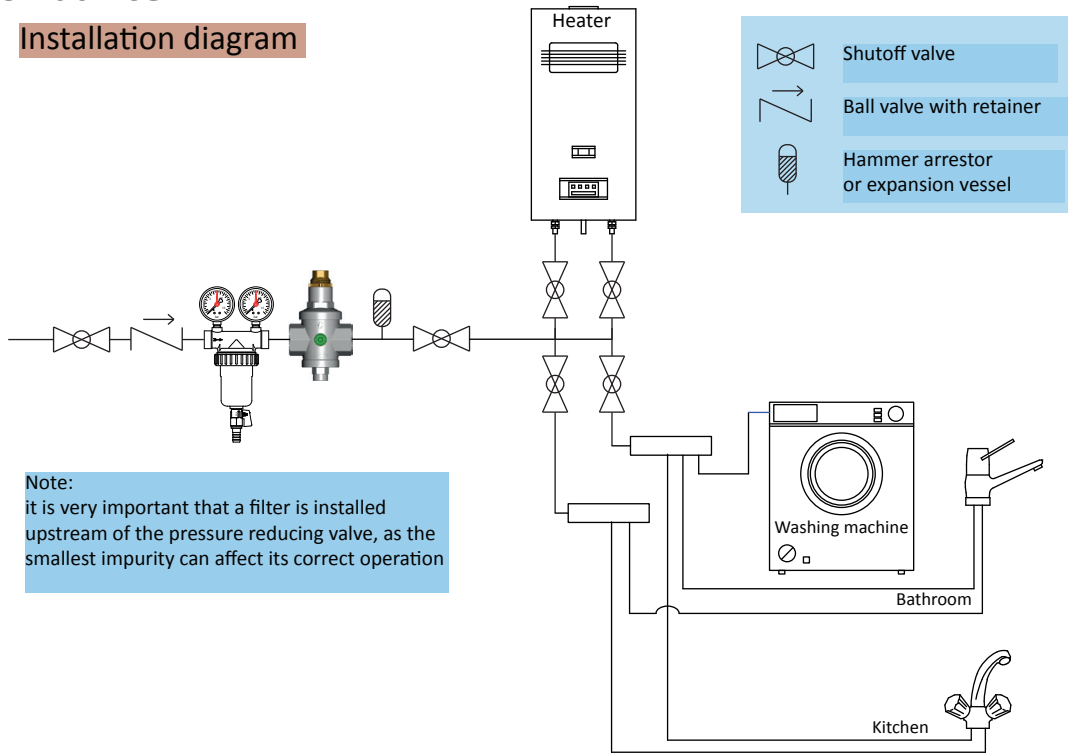 Installation diagram
Heater
Shutoff valve
Ball valve with retainer
Hammer arrestor
or expansion vessel
Note:
it is very important that a filter is installed
upstream of the pressure reducing valve, as the
smallest impurity can affect its correct operation
Washing machine
Bathroom
Kitchen